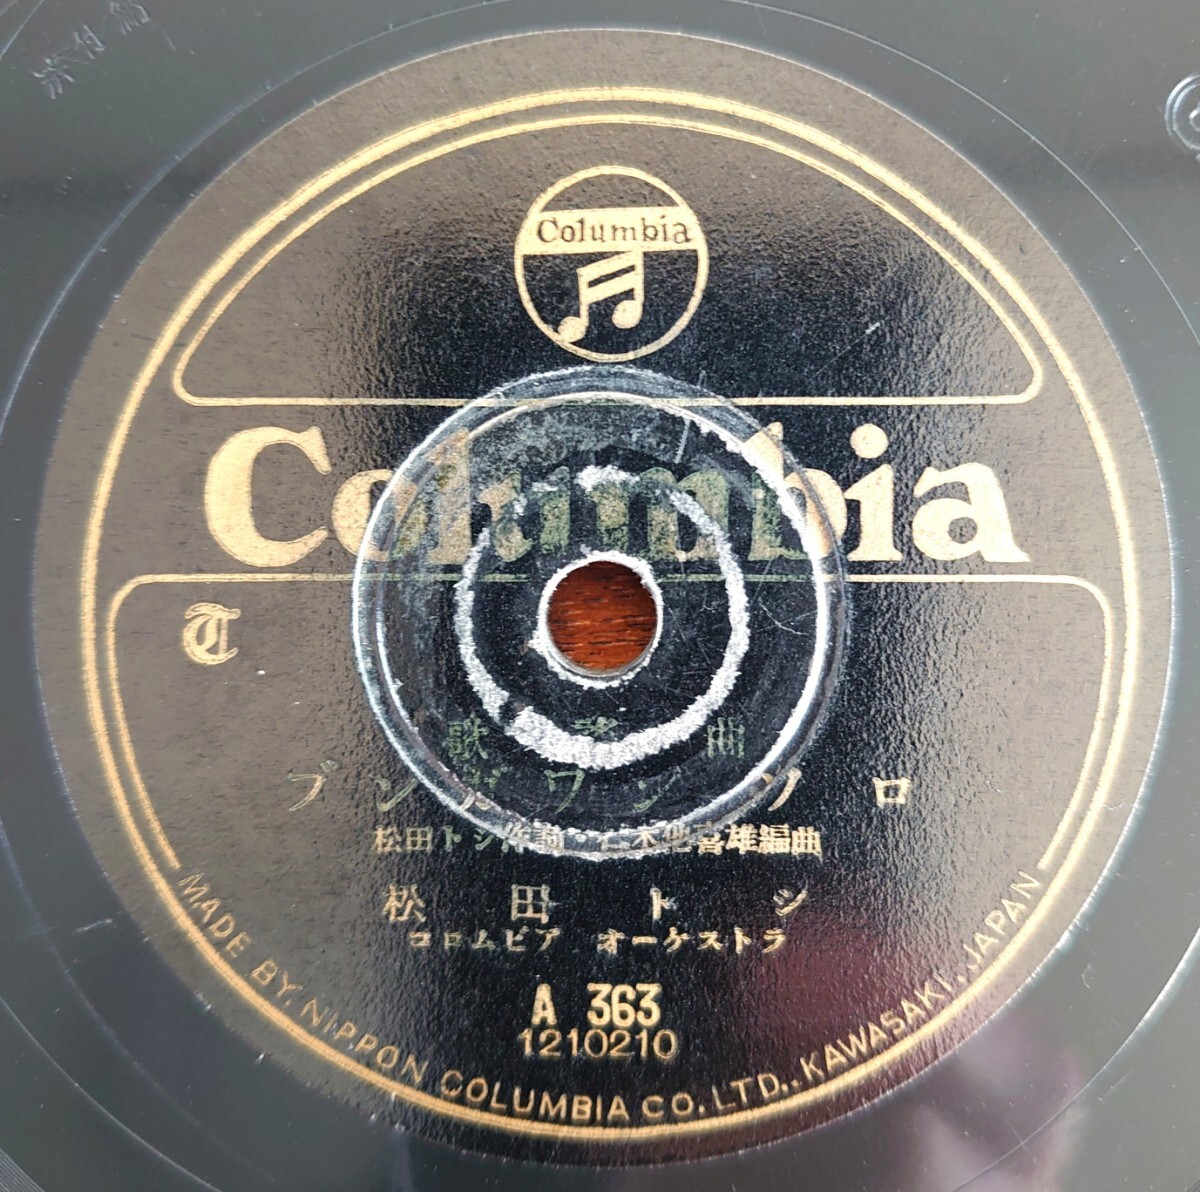 Columbia
Columbia
T
歌謡曲
ブンガワン ソロ
松田トシ作詞・仁木他喜雄編曲
松田トシ
コロムビア オーケストラ
A 363
1210210
MADE BY. NIPPON COLUMBIA CO. LTD., KAWASAKI, JAPAN